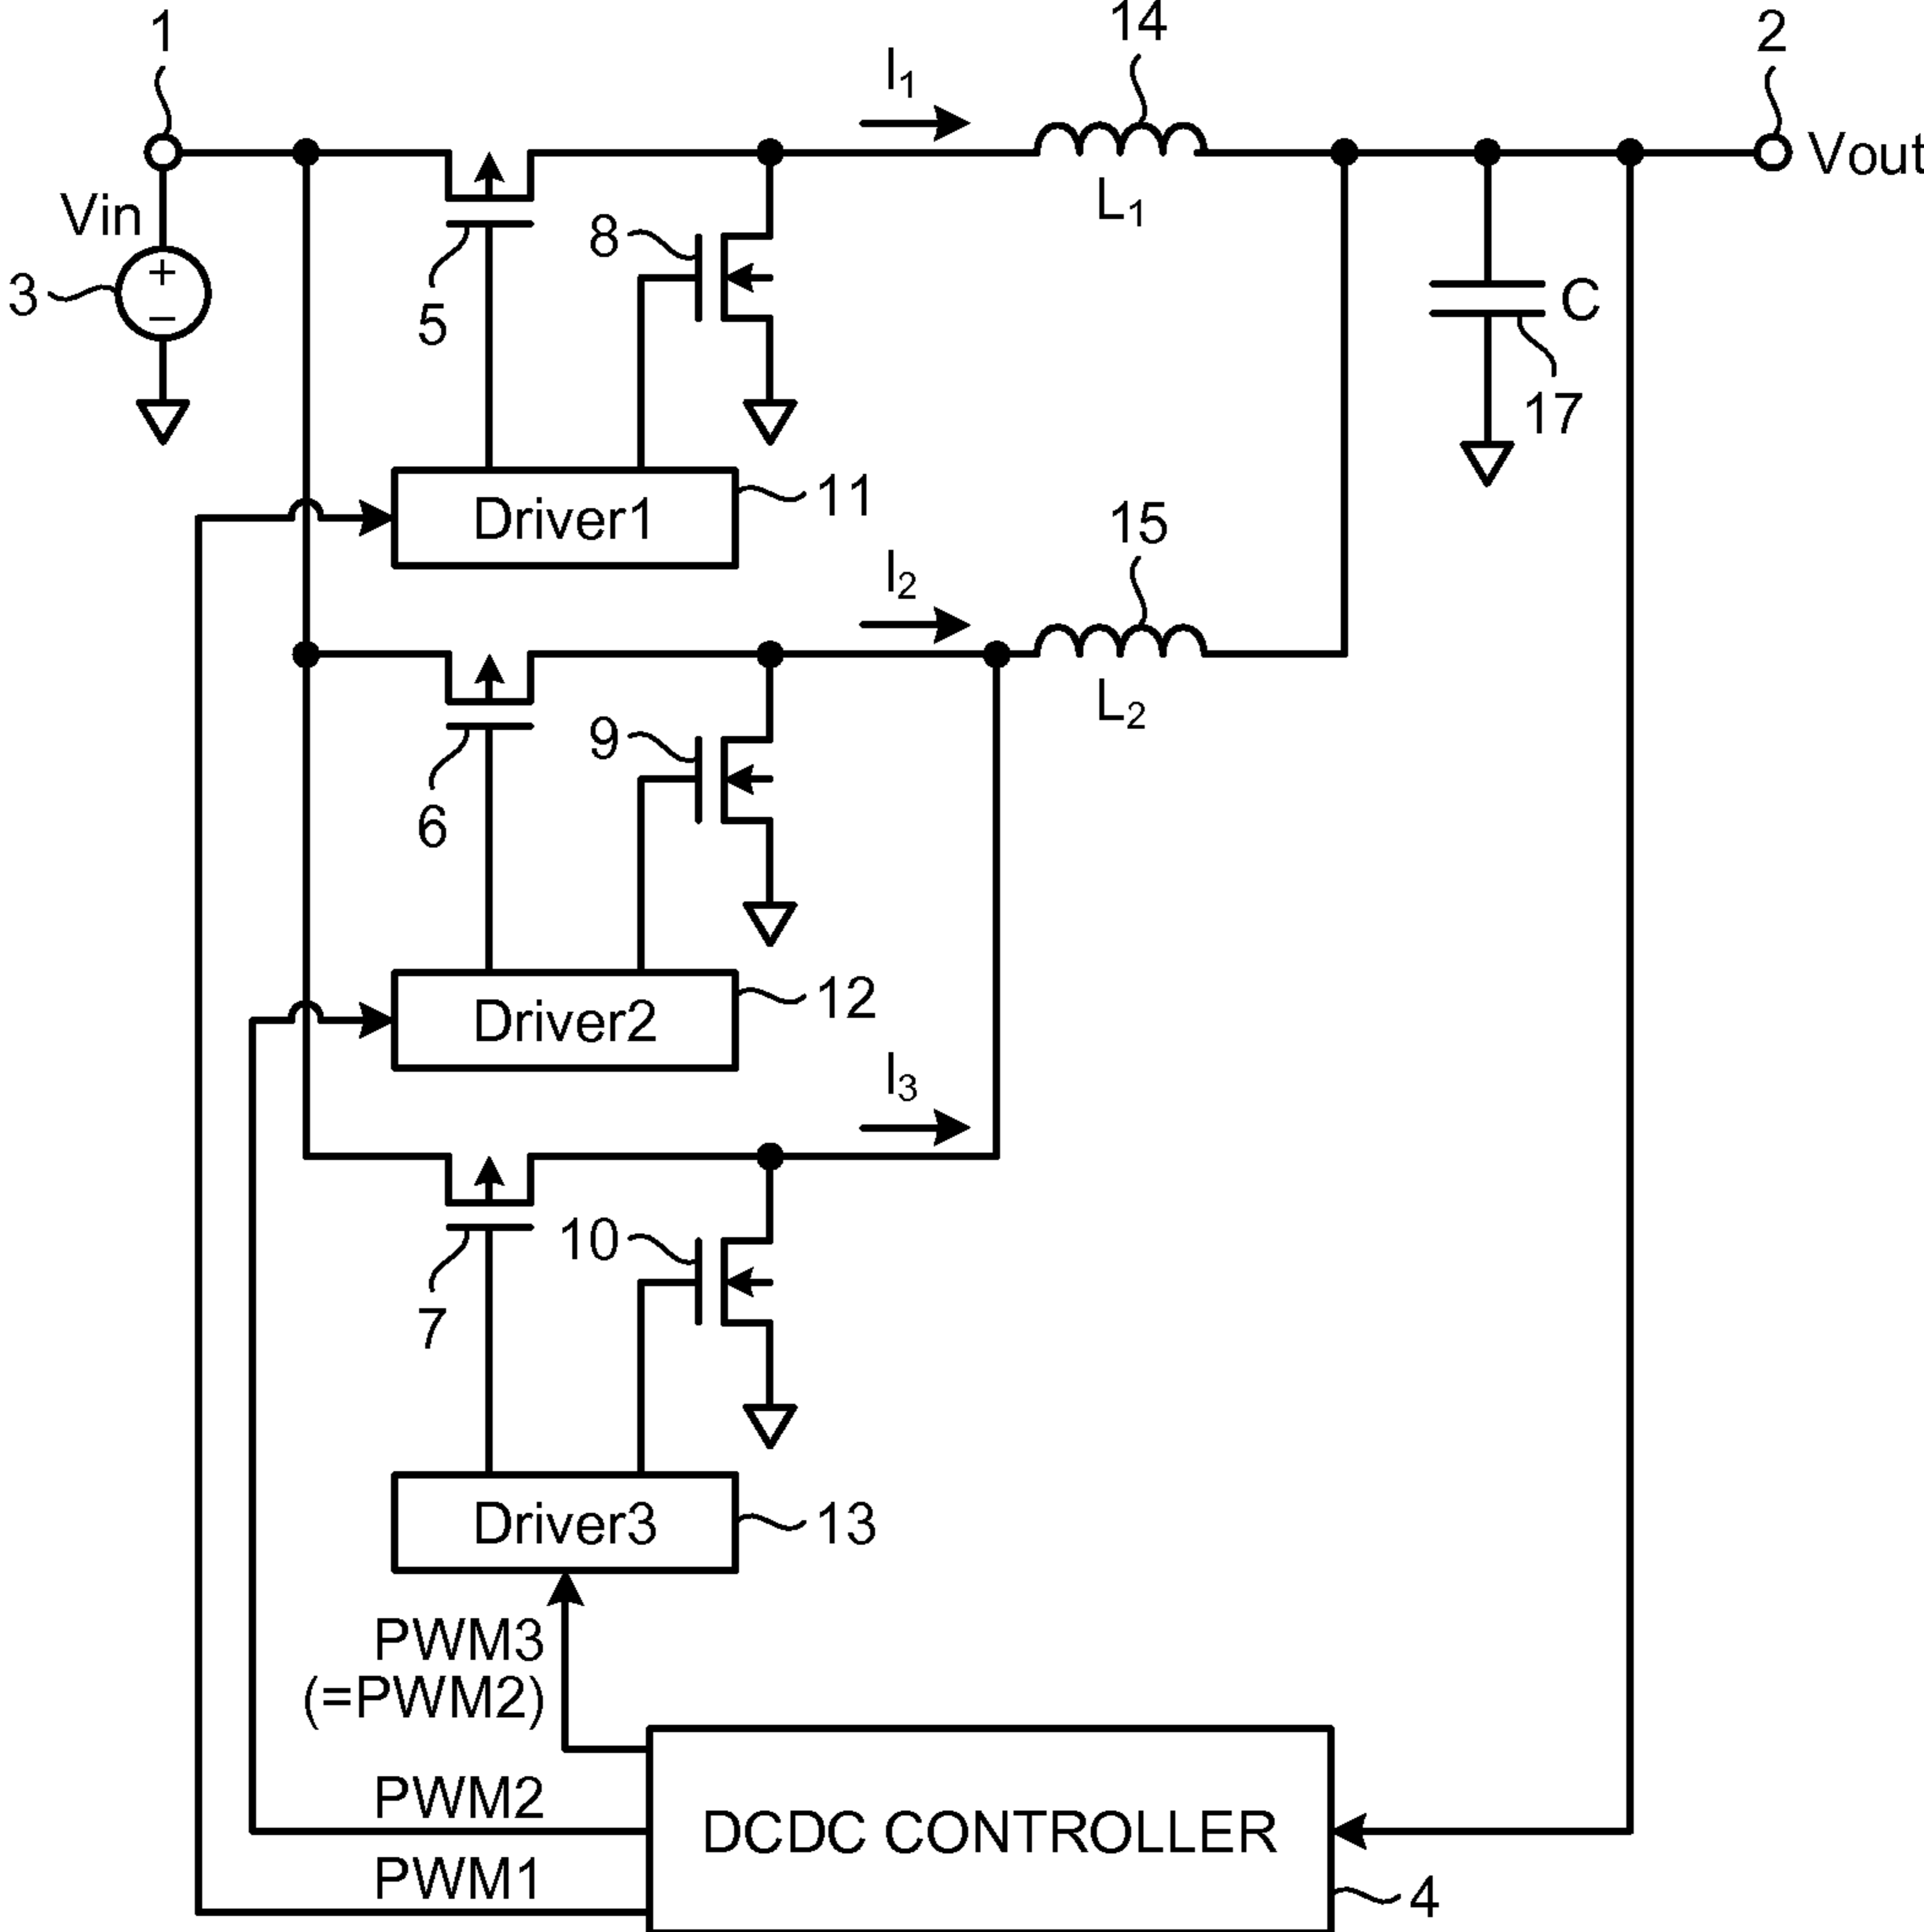 1
14
2
I1
Vout
Vin
L1
8
3
+
−
5
C
17
Driver1
11
15
I2
L2
9
6
Driver2
12
I3
10
7
Driver3
13
PWM3
(=PWM2)
PWM2
DCDC CONTROLLER
PWM1
4